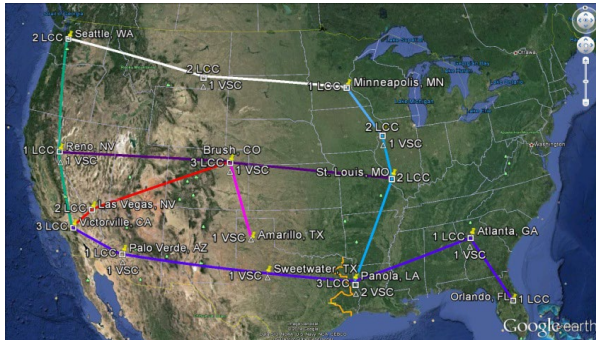 Seattle, WA
2 LCC
2 LCC
1 VSC
Minneapolis, MN
1 LCC
Ottawa
2 LCC
1 VSC
Reno, NV
1 LCC
1 VSC
Brush, CO
3 LCC
1 VSC
Washington
St. Louis, MO
2 LCC
Las Vegas, NV
2 LCC
Victorville, CA
3 LCC
Amarillo, TX
1 VSC
Atlanta, GA
1 LCC
1 VSC
Palo Verde, AZ
1 LCC
1 VSC
Sweetwater, TX
1 VSC
Panola, LA
3 LCC
2 VSC
Orlando, FL
1 LCC
Google earth